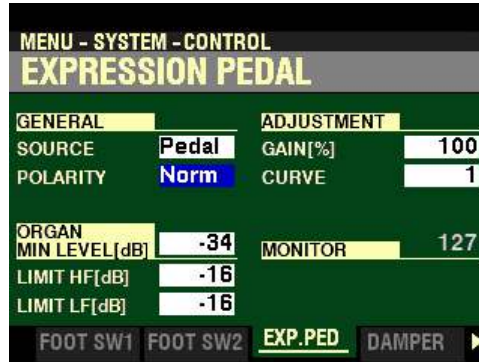 MENU - SYSTEM - CONTROL
EXPRESSION PEDAL
GENERAL
SOURCE Pedal
POLARITY Norm
ADJUSTMENT
GAIN[%] 100
CURVE 1
ORGAN
MIN LEVEL[dB] -34
LIMIT HF[dB] -16
LIMIT LF[dB] -16
MONITOR 127
FOOT SW1 FOOT SW2 EXP.PED DAMPER